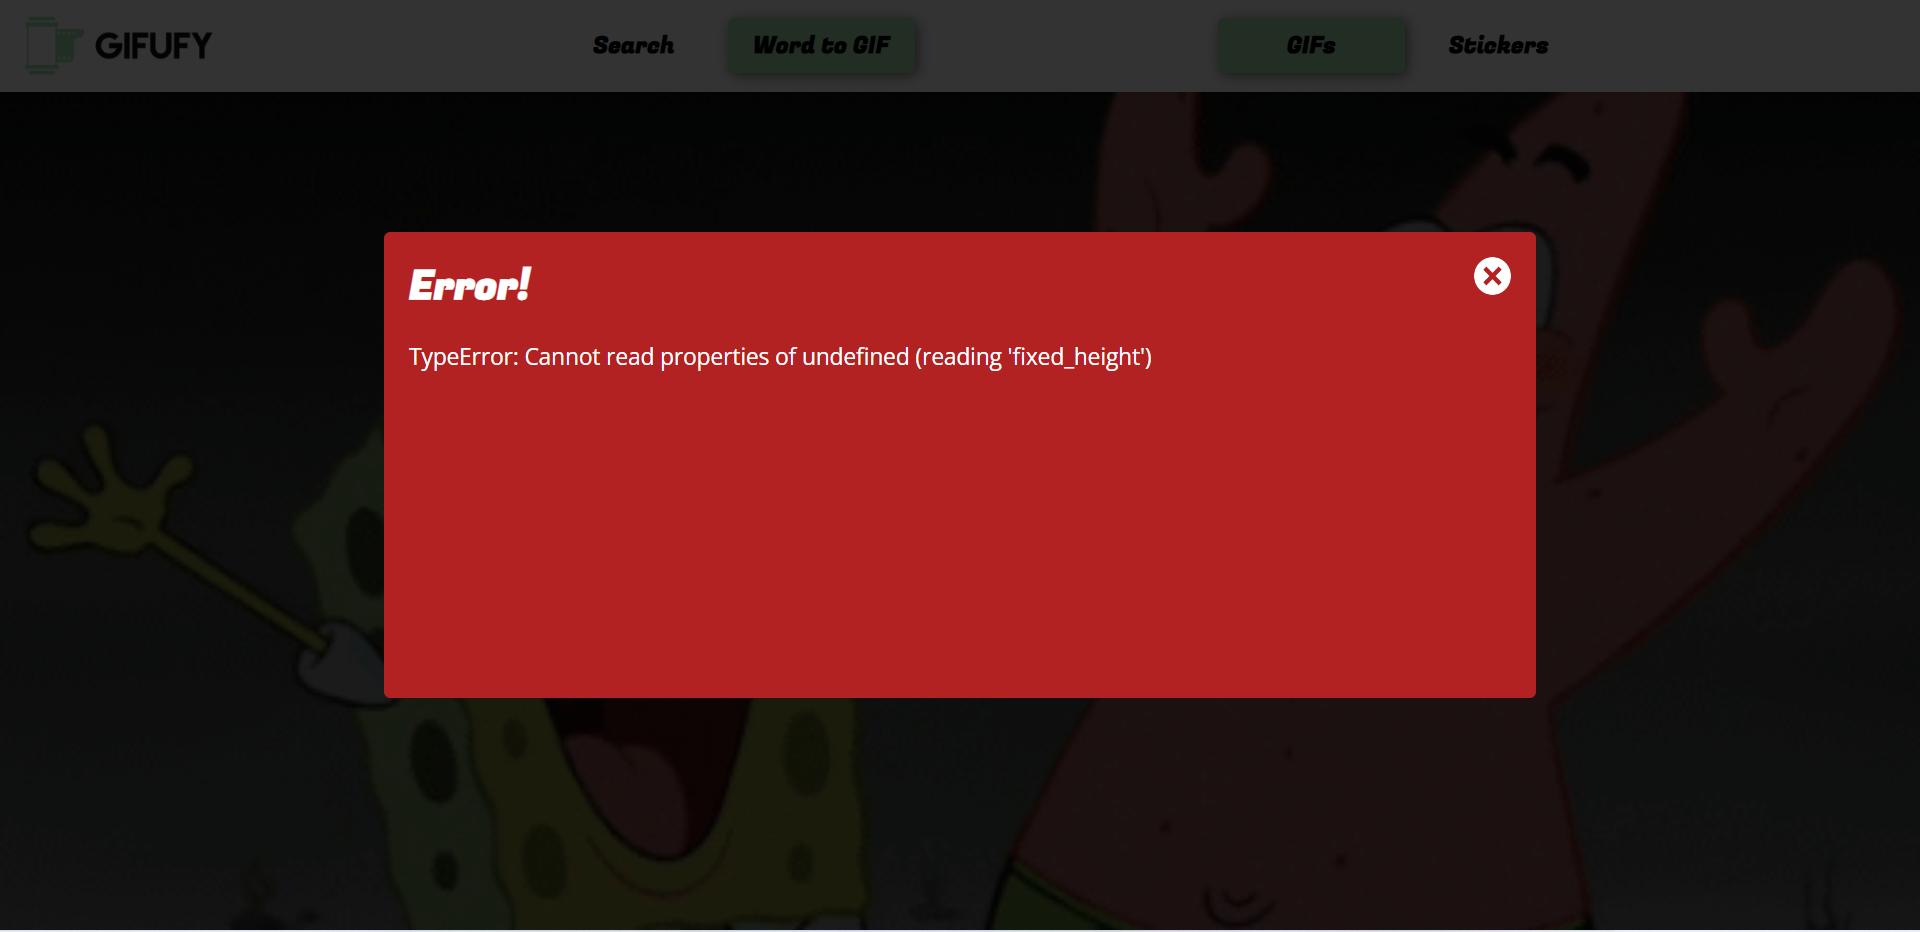 GIFUFY
Search
Word to GIF
GIFs
Stickers
Error!
TypeError: Cannot read properties of undefined (reading 'fixed_height')